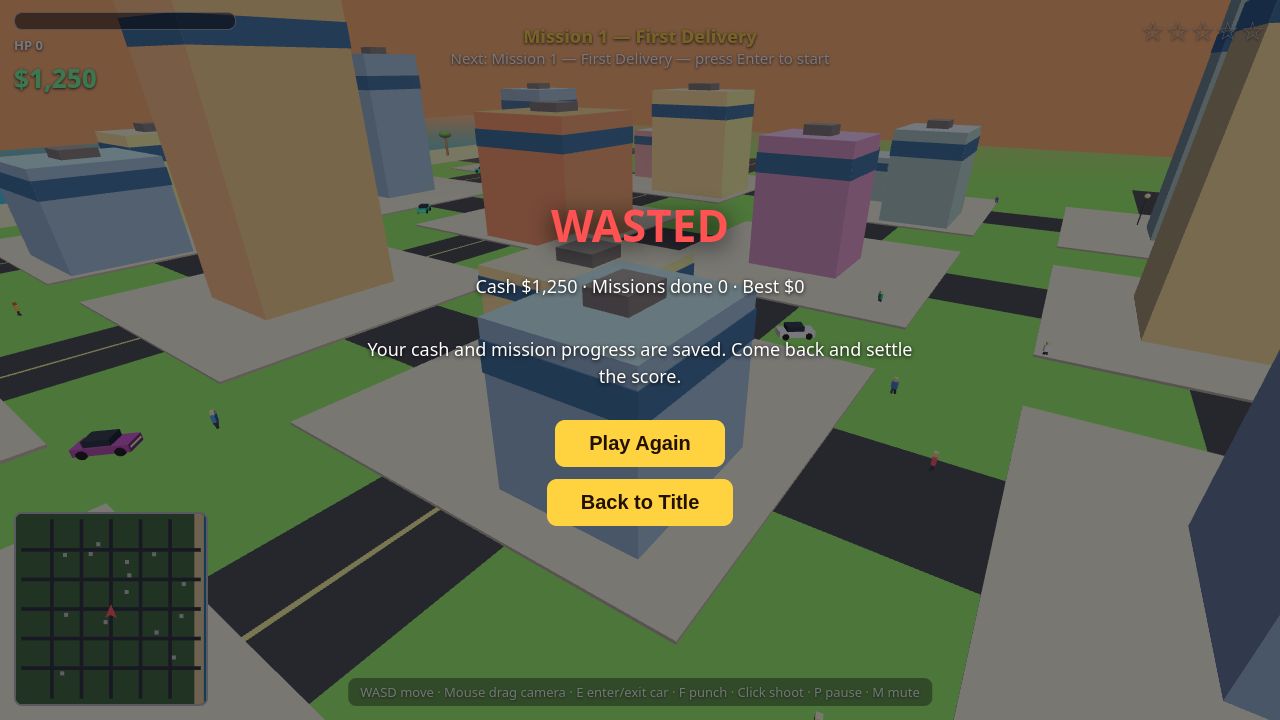 HP 0
$1,250
Mission 1 — First Delivery
Next: Mission 1 — First Delivery — press Enter to start
WASTED
Cash $1,250 · Missions done 0 · Best $0
Your cash and mission progress are saved. Come back and settle
the score.
Play Again
Back to Title
WASD move · Mouse drag camera · E enter/exit car · F punch · Click shoot · P pause · M mute